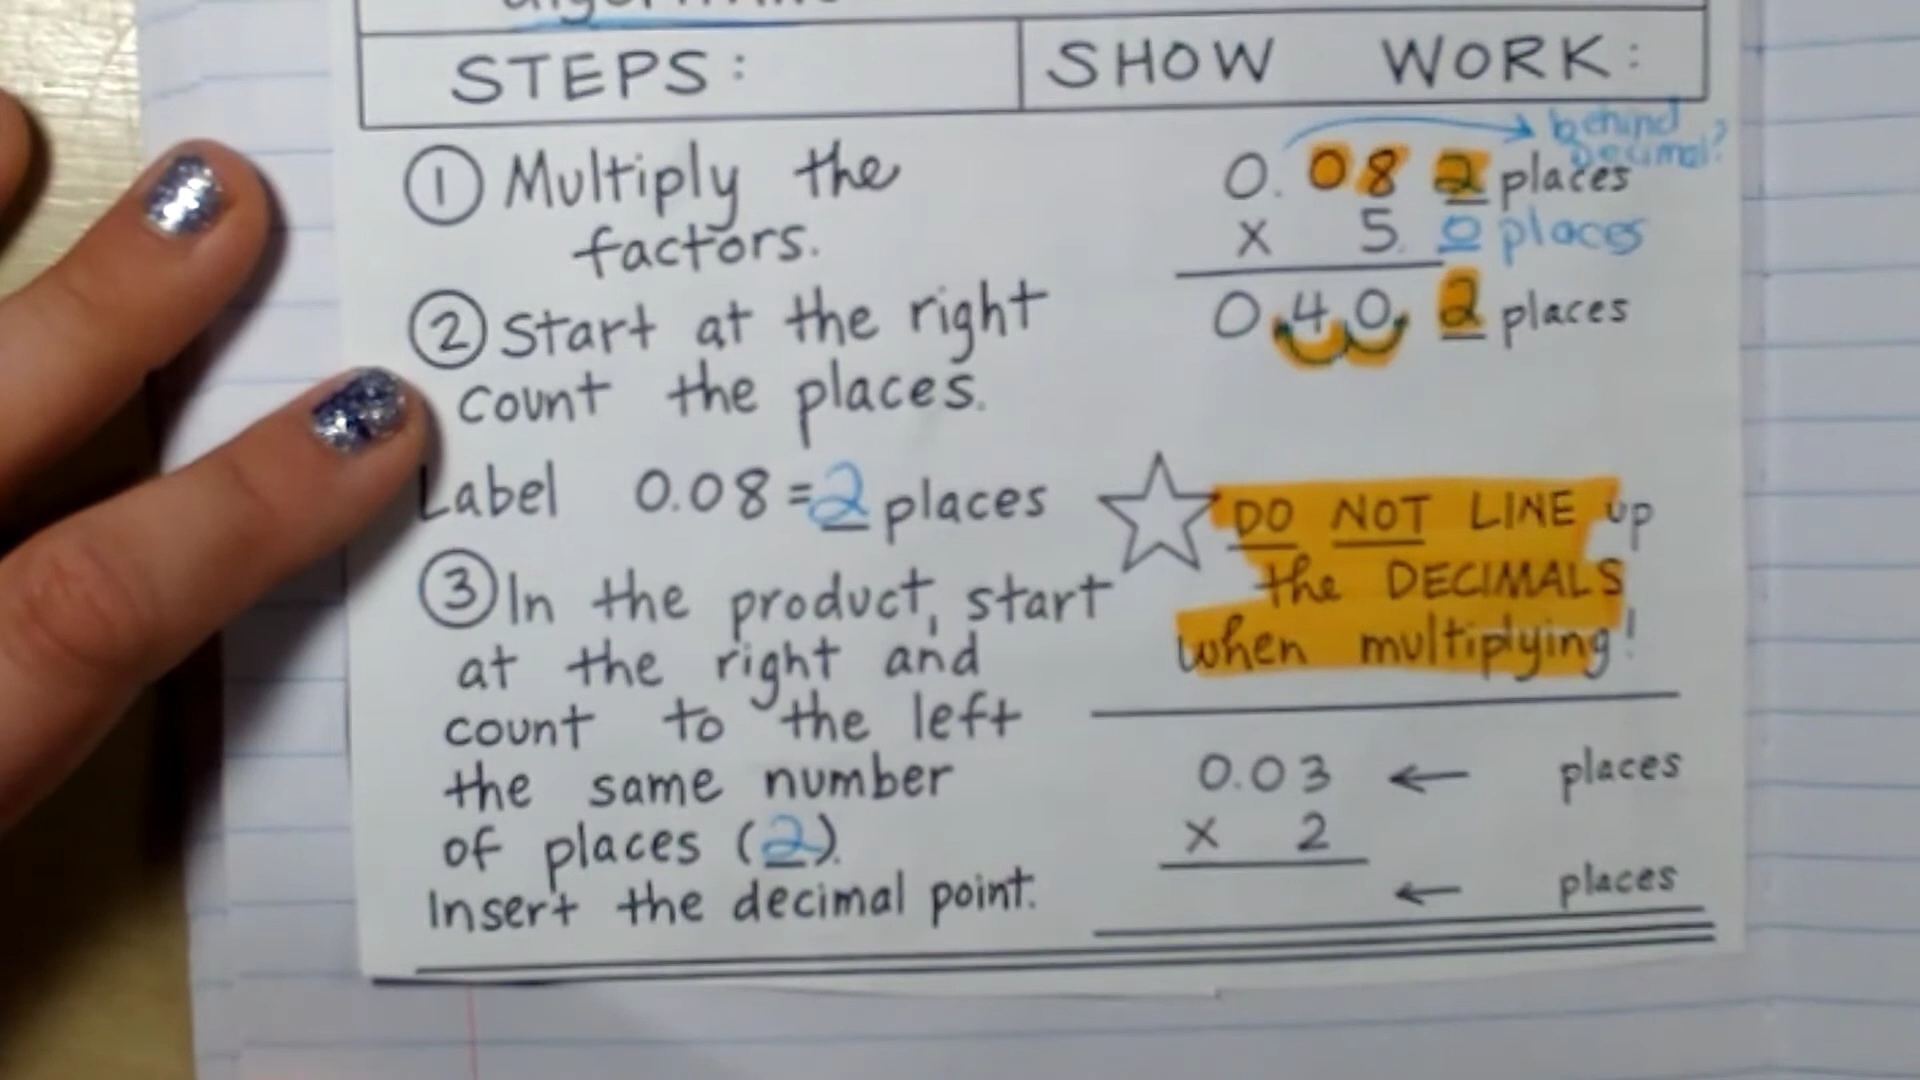 STEPS:
SHOW WORK:
① Multiply the
factors.
② Start at the right
count the places.
Label 0.08 = 2 places
③ In the product, start
at the right and
count to the left
the same number
of places (2).
Insert the decimal point.
behind
decimal?
0.08 2 places
x 5. 0 places
0.40. 2 places
DO NOT LINE up
the DECIMALS
when multiplying!
0.03 ← places
x 2
← places